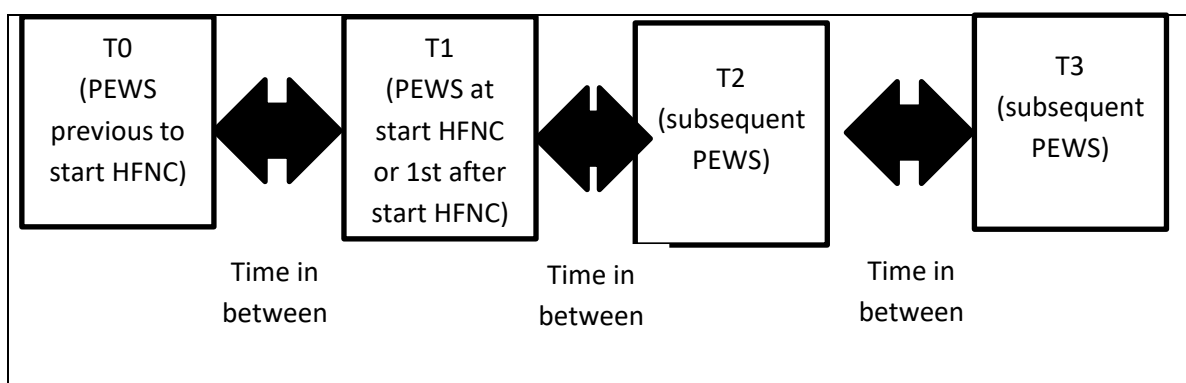 T0
(PEWS
previous to
start HFNC)
T1
(PEWS at
start HFNC
or 1st after
start HFNC)
T2
(subsequent
PEWS)
T3
(subsequent
PEWS)
Time in
between
Time in
between
Time in
between